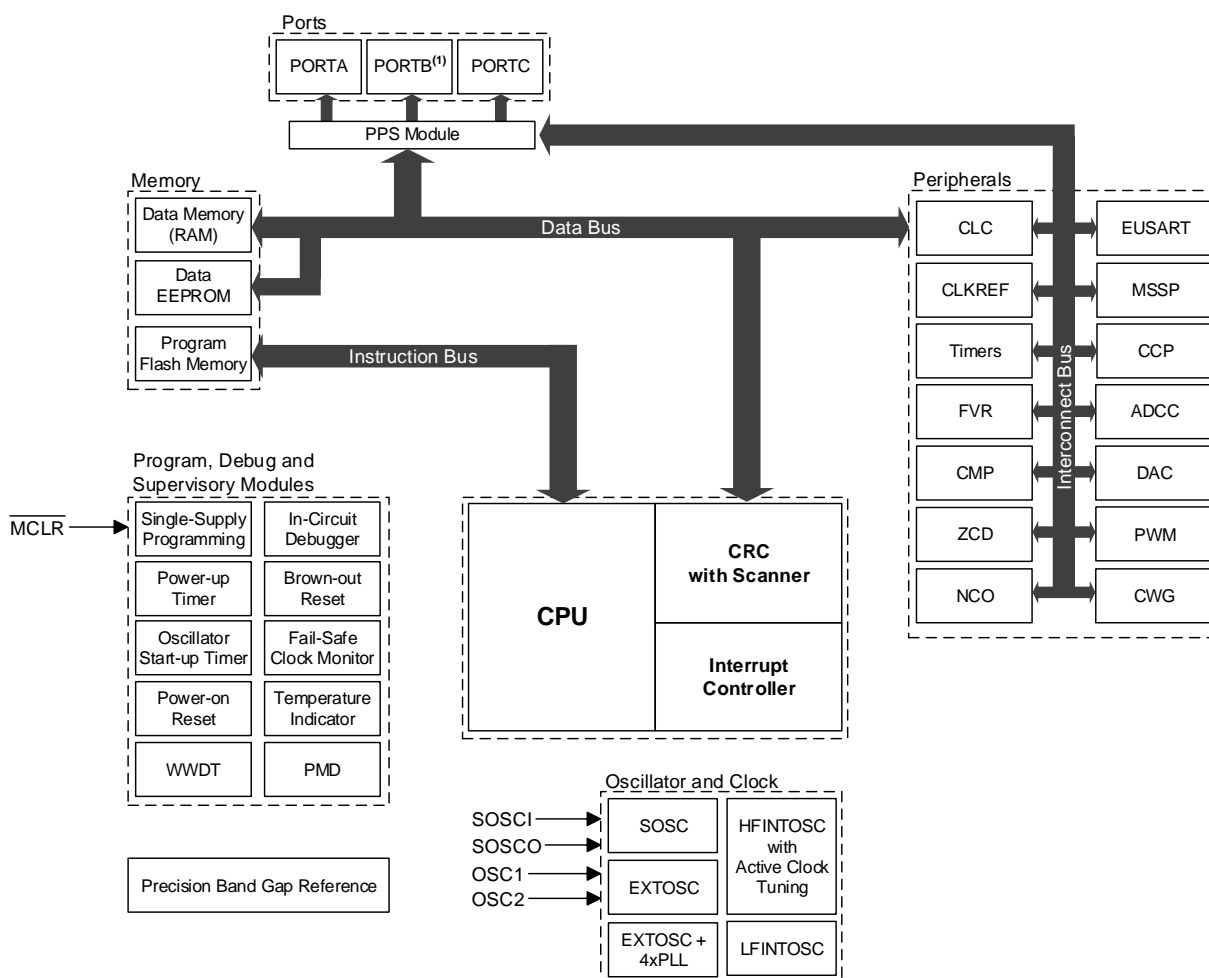 Ports
PORTA
PORTB(1)
PORTC
PPS Module
Memory
Data Memory
(RAM)
Data
EEPROM
Program
Flash Memory
Data Bus
Instruction Bus
Peripherals
CLC
EUSART
CLKREF
MSSP
Timers
CCP
FVR
ADCC
CMP
DAC
ZCD
PWM
NCO
CWG
Interconnect Bus
Program, Debug and
Supervisory Modules
MCLR
Single-Supply
Programming
In-Circuit
Debugger
Power-up
Timer
Brown-out
Reset
Oscillator
Start-up Timer
Fail-Safe
Clock Monitor
Power-on
Reset
Temperature
Indicator
WWDT
PMD
CPU
CRC
with Scanner
Interrupt
Controller
Precision Band Gap Reference
Oscillator and Clock
SOSCI
SOSCO
OSC1
OSC2
SOSC
HFINTOSC
with
Active Clock
Tuning
EXTOSC
EXTOSC +
4xPLL
LFINTOSC